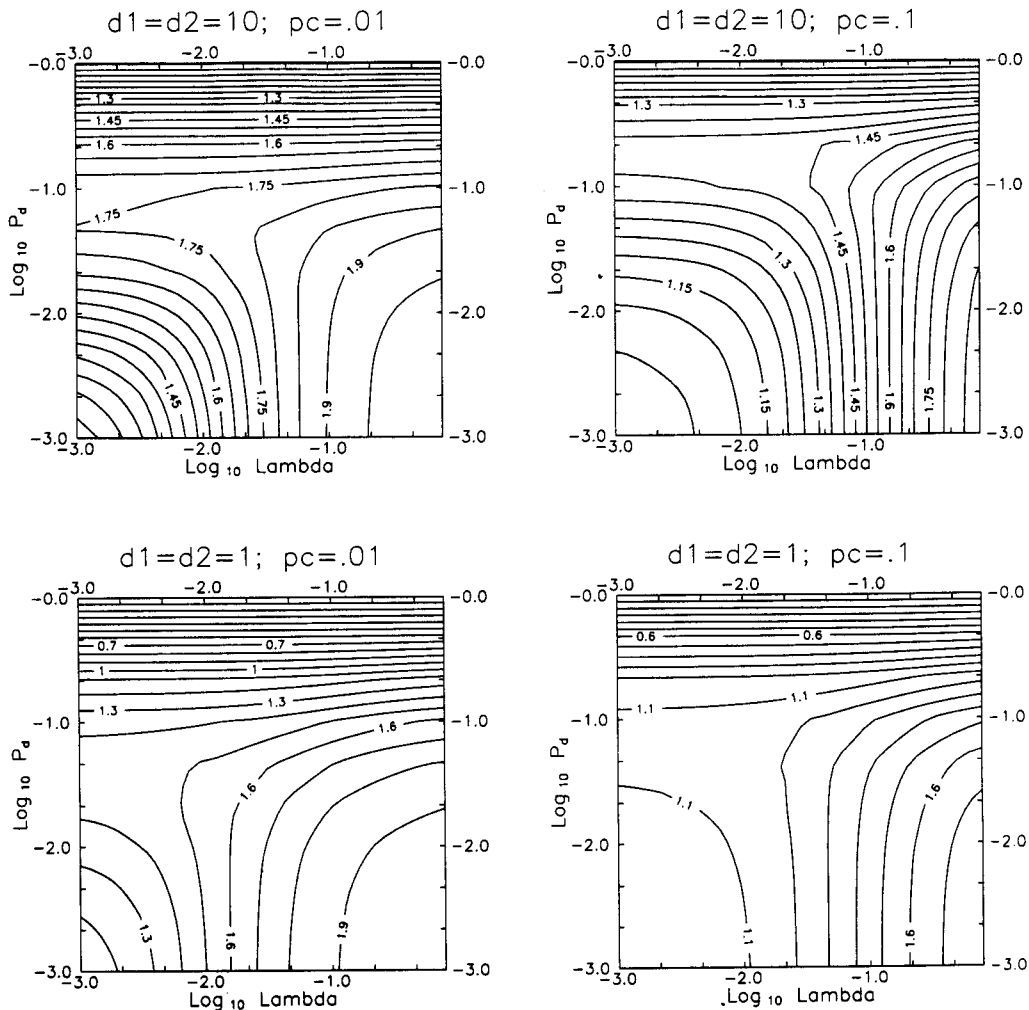 d1=d2=10; pc=.01
-3.0 -2.0 -1.0
-0.0 -0.0
1.3 1.3
1.45 1.45
1.6 1.6
-1.0 1.75 -1.0
1.75
1.75
1.9
-2.0 -2.0
1.45 1.6 1.75 1.9
-3.0 -3.0
-3.0 -2.0 -1.0
Log 10 Lambda
Log 10 Pd
d1=d2=10; pc=.1
-3.0 -2.0 -1.0
-0.0 -0.0
1.3 1.3
1.45
-1.0 -1.0
1.45 1.6
1.3
1.15
-2.0 -2.0
1.15 1.3 1.45 1.6 1.75
-3.0 -3.0
-2.0 -1.0
Log 10 Lambda
Log 10 Pd
d1=d2=1; pc=.01
-3.0 -2.0 -1.0
-0.0 -0.0
0.7 0.7
1 1
1.3 1.3
-1.0 1.6 -1.0
1.6
-2.0 -2.0
1.3 1.6 1.9
-3.0 -3.0
-3.0 -2.0 -1.0
Log 10 Lambda
Log 10 Pd
d1=d2=1; pc=.1
-3.0 -2.0 -1.0
-0.0 -0.0
0.6 0.6
1.1 1.1
-1.0 -1.0
1.6
1.1
-2.0 -2.0
1.1 1.6
-3.0 -3.0
-3.0 -2.0 -1.0
Log 10 Lambda
Log 10 Pd